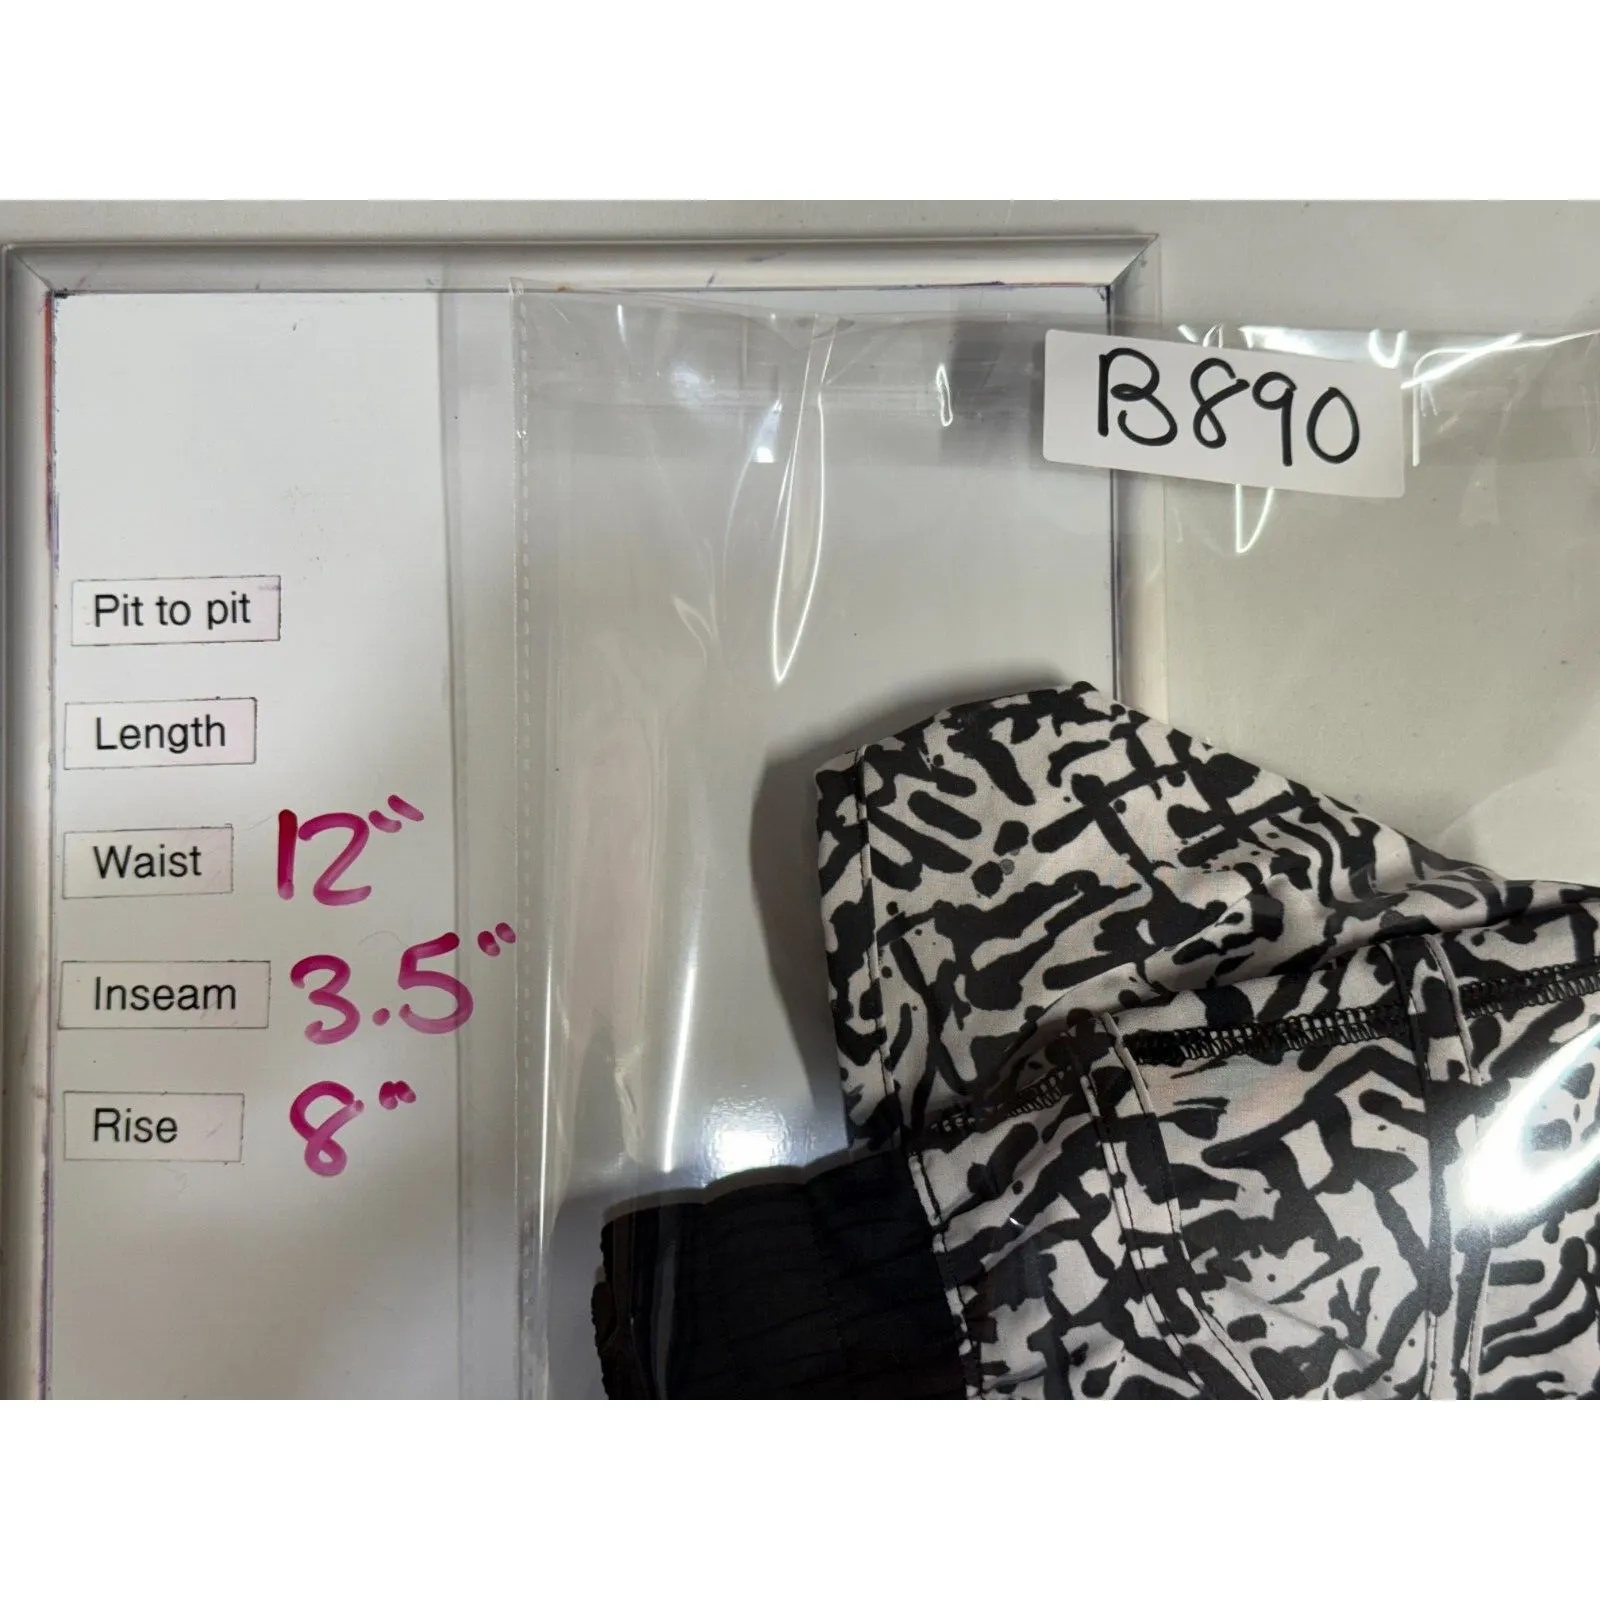 B890
Pit to pit
Length
Waist 12"
Inseam 3.5"
Rise 8"